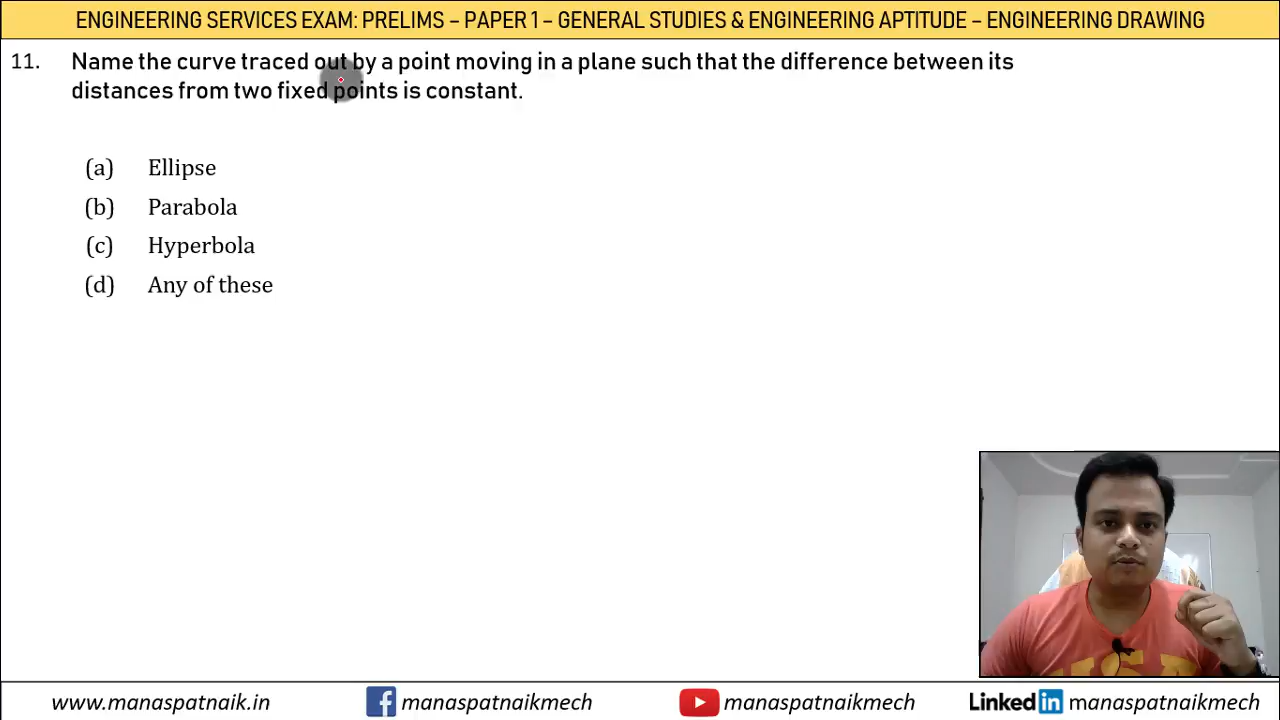 ENGINEERING SERVICES EXAM: PRELIMS – PAPER 1 – GENERAL STUDIES & ENGINEERING APTITUDE – ENGINEERING DRAWING
11. Name the curve traced out by a point moving in a plane such that the difference between its
distances from two fixed points is constant.
(a) Ellipse
(b) Parabola
(c) Hyperbola
(d) Any of these
www.manaspatnaik.in manaspatnaikmech manaspatnaikmech Linked in manaspatnaikmech